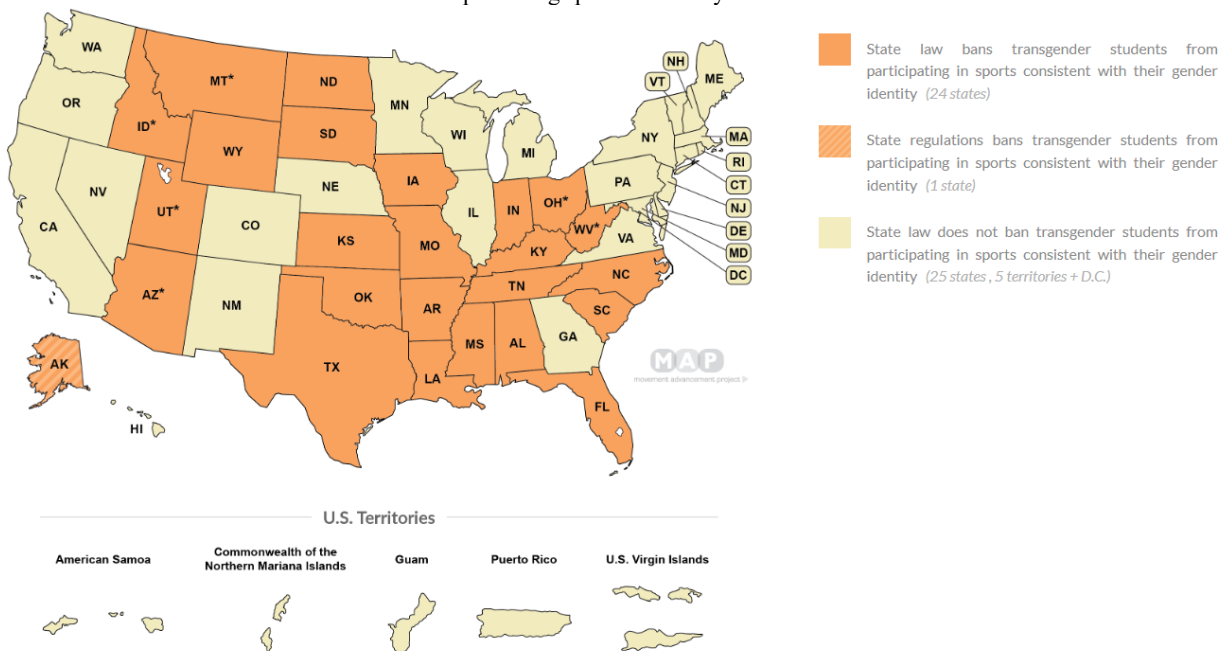 WA
OR
CA
NV
ID*
MT*
WY
UT*
AZ*
CO
NM
ND
SD
NE
KS
OK
TX
MN
IA
MO
AR
LA
WI
IL
MI
IN
OH*
KY
TN
MS
AL
GA
FL
SC
NC
VA
WV*
PA
NY
VT
NH
ME
MA
RI
CT
NJ
DE
MD
DC
AK
HI
MAP
movement advancement project
State law bans transgender students from
participating in sports consistent with their gender
identity (24 states)
State regulations bans transgender students from
participating in sports consistent with their gender
identity (1 state)
State law does not ban transgender students from
participating in sports consistent with their gender
identity (25 states , 5 territories + D.C.)
U.S. Territories
American Samoa
Commonwealth of the
Northern Mariana Islands
Guam
Puerto Rico
U.S. Virgin Islands